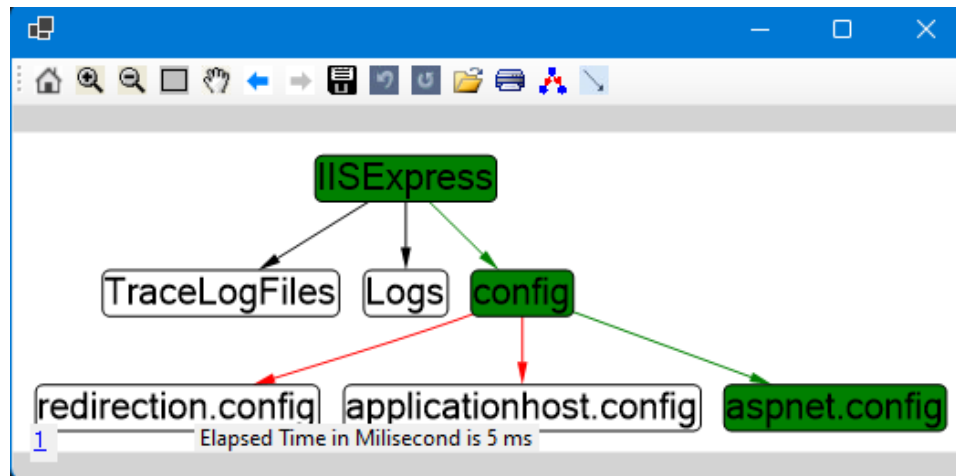 IISExpress
TraceLogFiles Logs config
redirection.config applicationhost.config aspnet.config
1 Elapsed Time in Milisecond is 5 ms